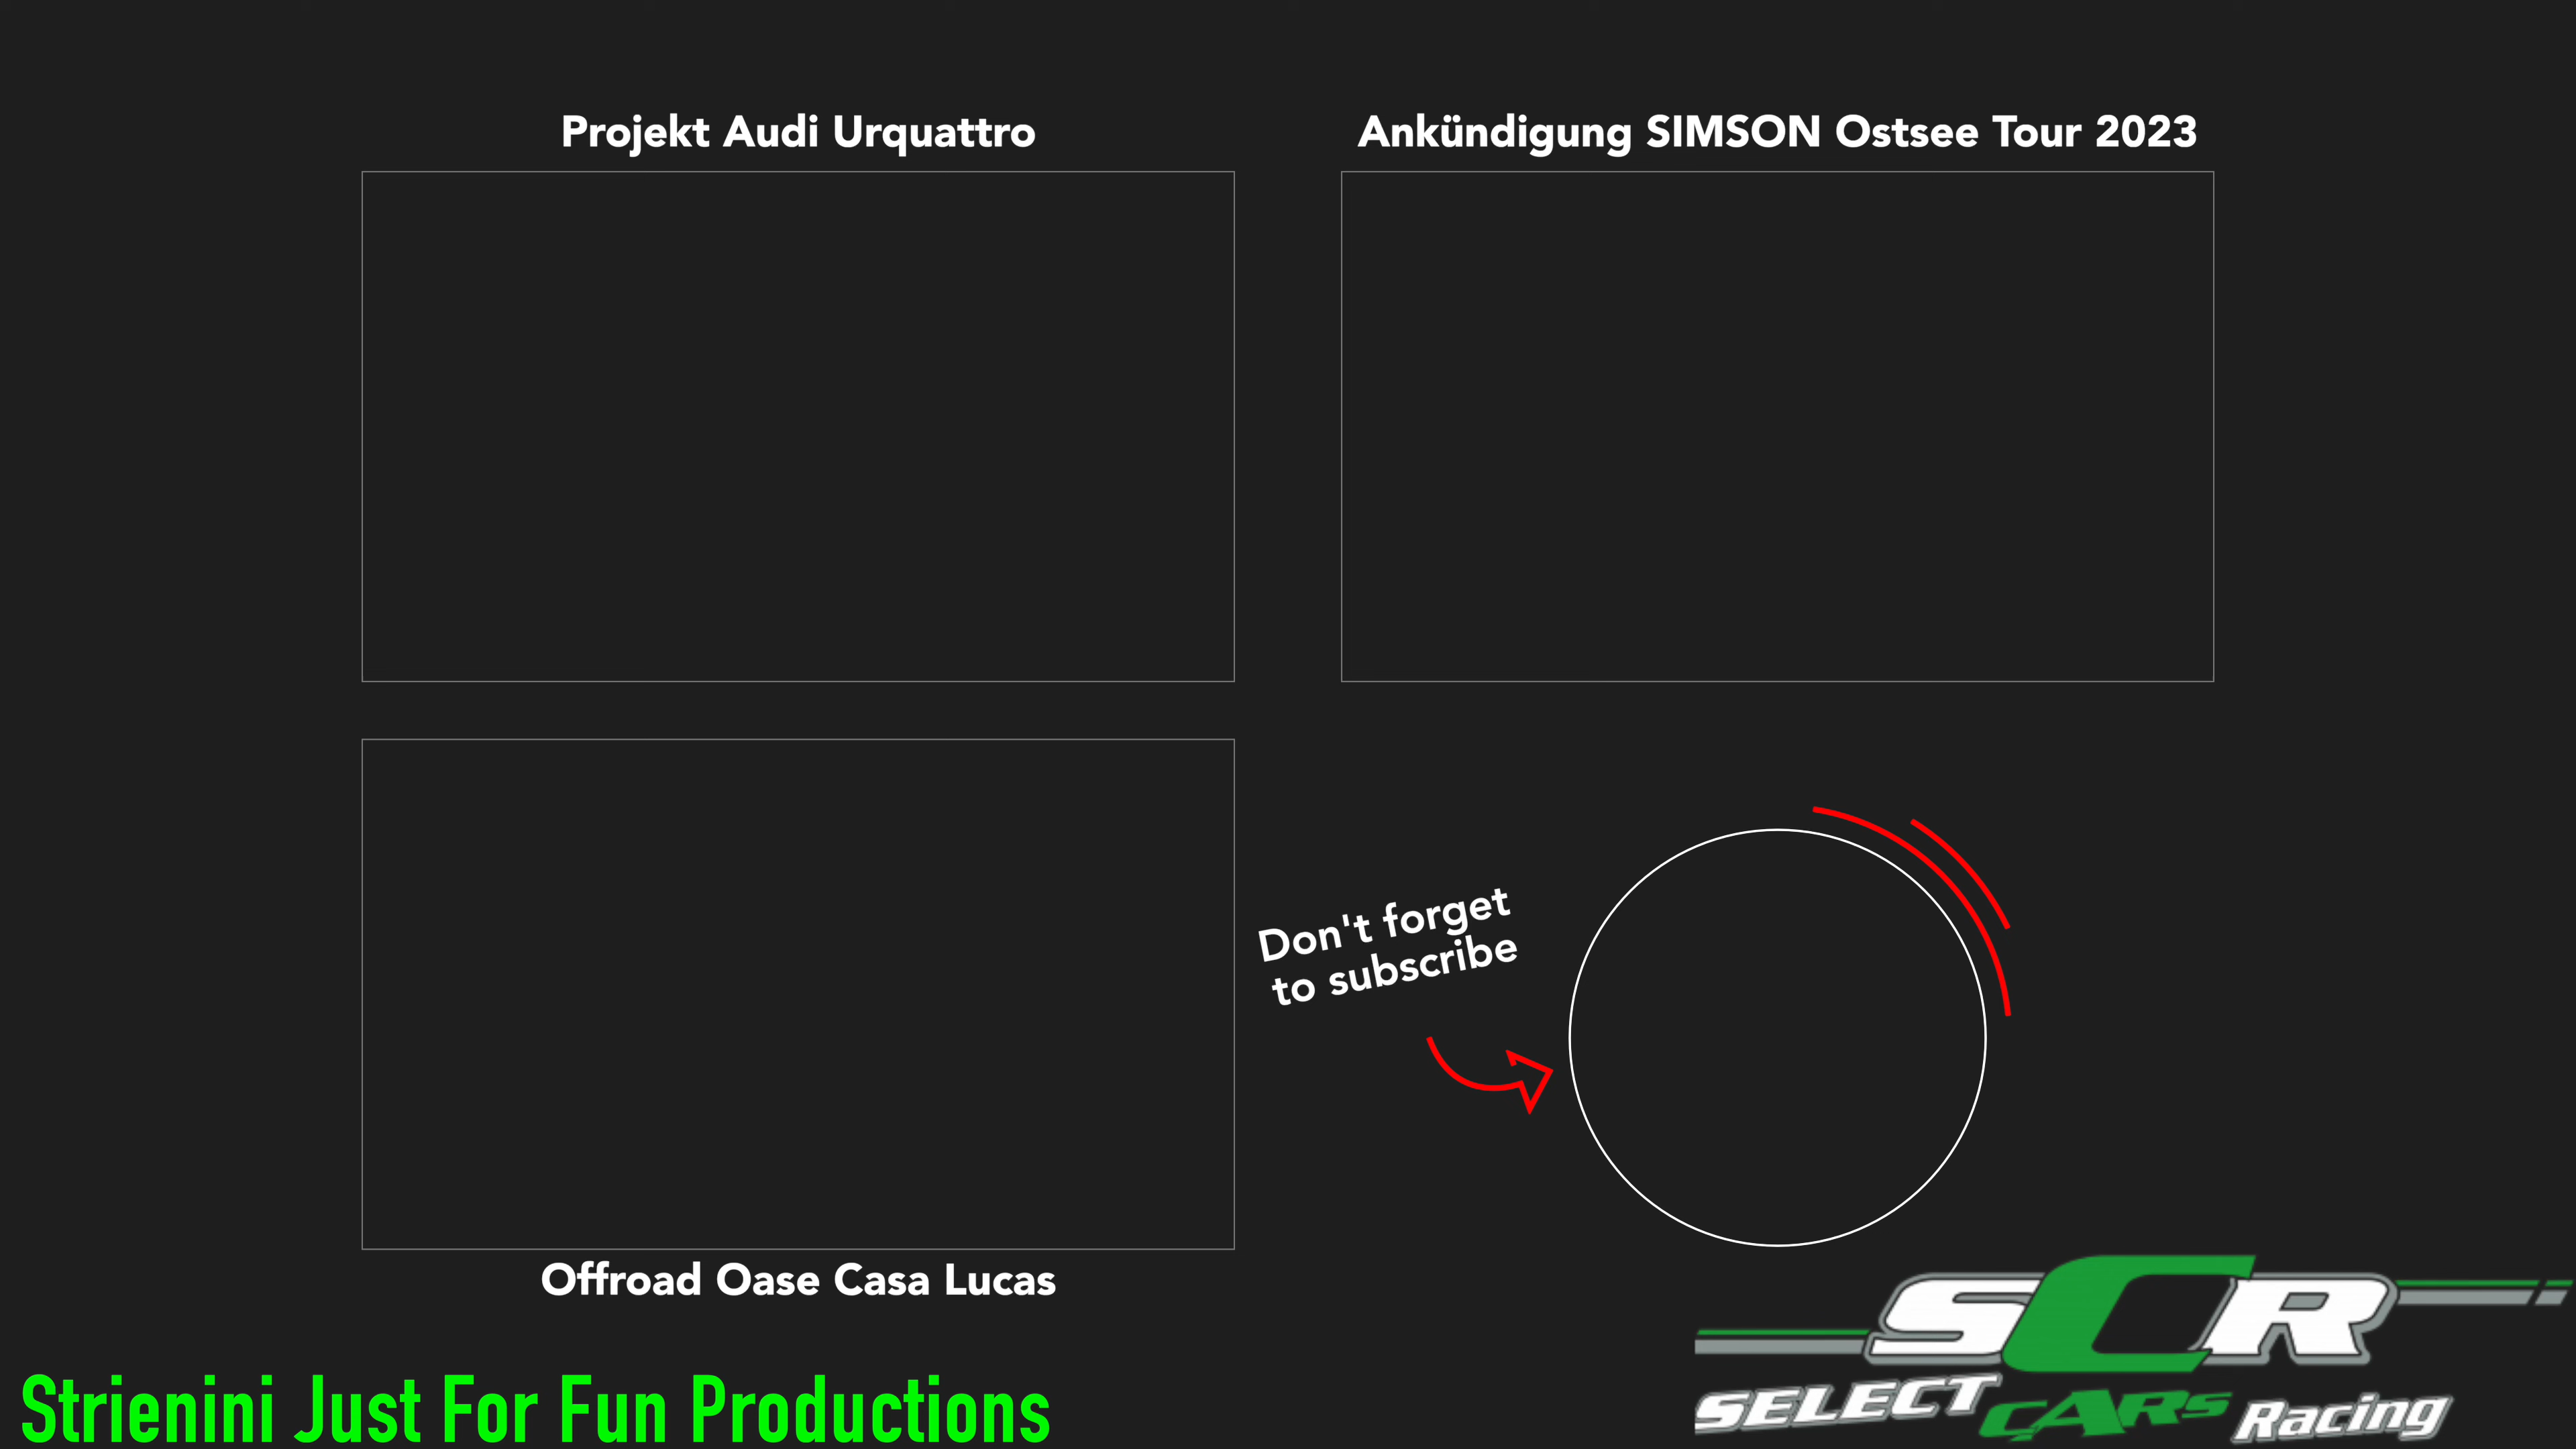 Projekt Audi Urquattro
Ankündigung SIMSON Ostsee Tour 2023
Don't forget
to subscribe
Offroad Oase Casa Lucas
SCR
SELECT CARS Racing
Strienini Just For Fun Productions